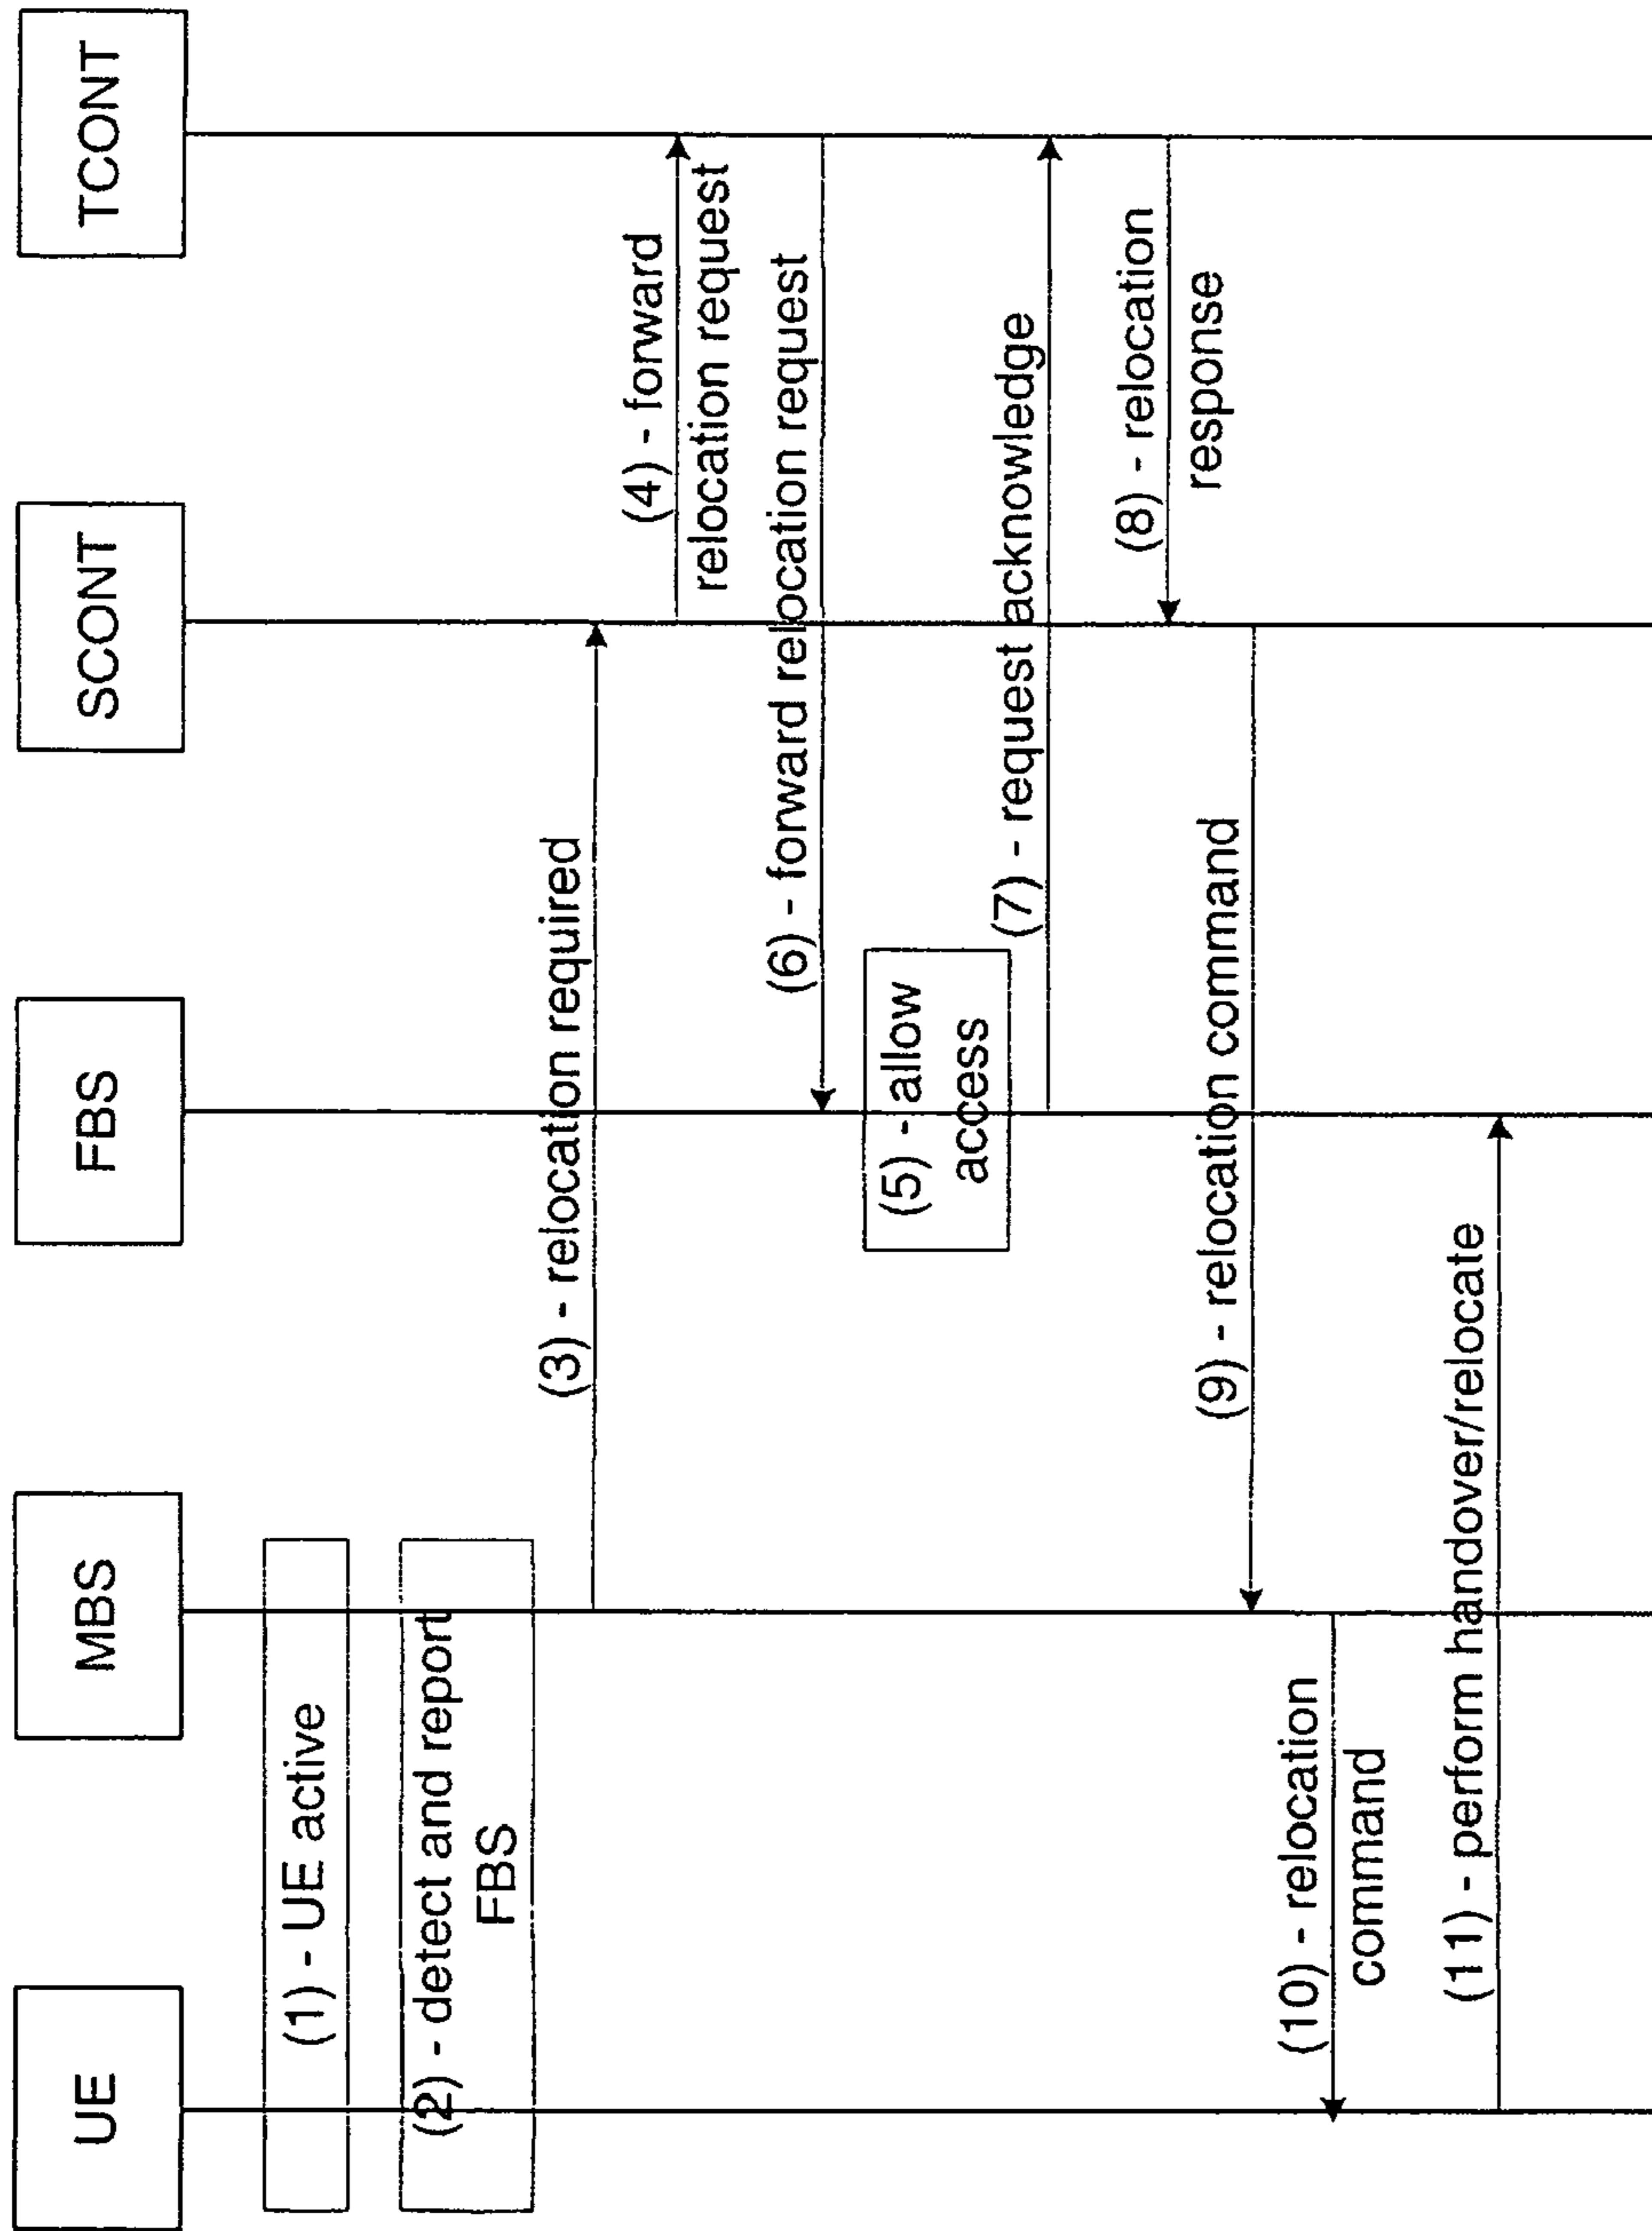 UE
MBS
FBS
SCONT
TCONT
(1) - UE active
(2) - detect and report
FBS
(3) - relocation required
(4) - forward
relocation request
(6) - forward relocation request
(5) - allow
access
(7) - request acknowledge
(8) - relocation
response
(9) - relocation command
(10) - relocation
command
(11) - perform handover/relocate